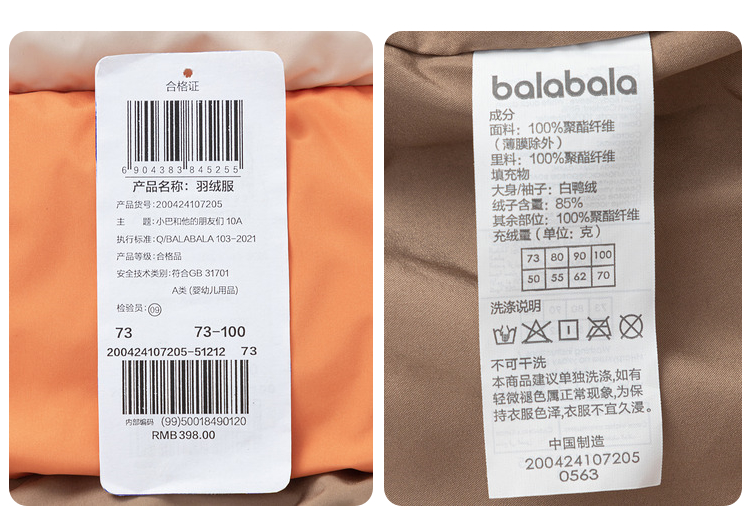 合格证
6904383845255
产品名称：羽绒服
产品货号：200424107205
主　题：小巴和他的朋友们 10A
执行标准：Q/BALABALA 103-2021
产品等级：合格品
安全技术类别：符合GB 31701
A类 (婴幼儿用品)
检验员：09
73 73-100
200424107205-51212 73
内部编码 (99)50018490120
RMB398.00
balabala
成分
面料：100%聚酯纤维
（薄膜除外）
里料：100%聚酯纤维
填充物
大身/袖子：白鸭绒
绒子含量：85%
其余部位：100%聚酯纤维
充绒量（单位：克）
73 80 90 100
50 55 62 70
洗涤说明
不可干洗
本商品建议单独洗涤,如有
轻微褪色属正常现象,为保
持衣服色泽,衣服不宜久浸。
中国制造
200424107205
0563